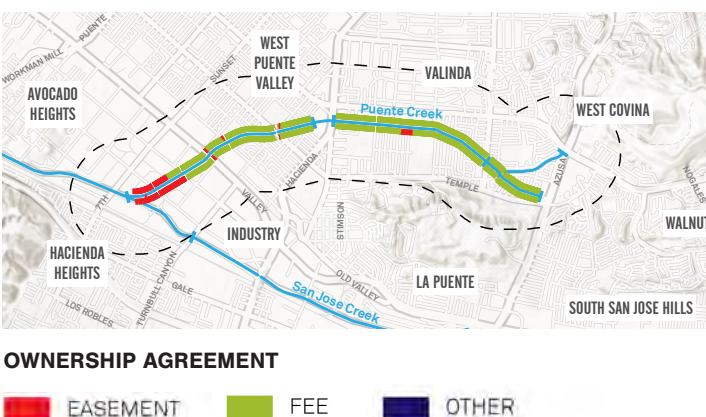 PUENTE
WORKMAN MILL
SUNSET
WEST
PUENTE
VALLEY
VALINDA
AVOCADO
HEIGHTS
Puente Creek
WEST COVINA
HACIENDA
TEMPLE
AZUSA
NOGALES
7TH
VALLEY
STIMSON
INDUSTRY
WALNUT
HACIENDA
HEIGHTS
TURNBULL CANYON
GALE
OLD VALLEY
LA PUENTE
San Jose Creek
LOS ROBLES
SOUTH SAN JOSE HILLS
OWNERSHIP AGREEMENT
EASEMENT
FEE
OTHER